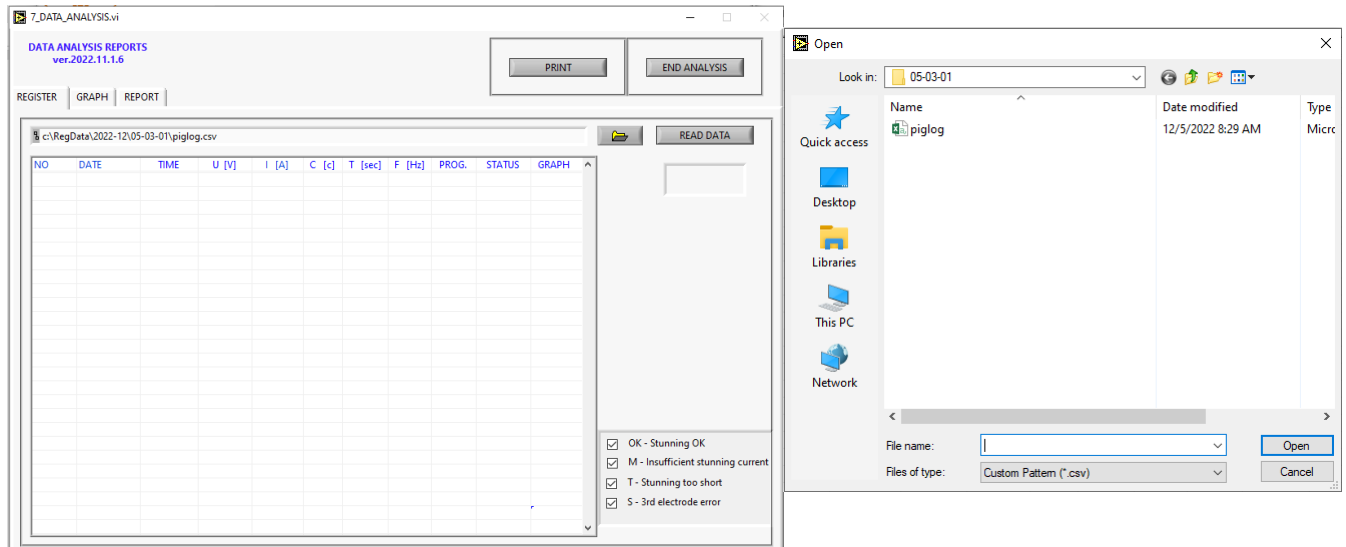 7_DATA_ANALYSIS.vi
DATA ANALYSIS REPORTS
ver.2022.11.1.6
PRINT
END ANALYSIS
REGISTER GRAPH REPORT
c:\RegData\2022-12\05-03-01\piglog.csv
READ DATA
NO DATE TIME U [V] I [A] C [c] T [sec] F [Hz] PROG. STATUS GRAPH
OK - Stunning OK
M - Insufficient stunning current
T - Stunning too short
S - 3rd electrode error
Open
Look in: 05-03-01
Name Date modified Type
piglog 12/5/2022 8:29 AM Micro
Quick access
Desktop
Libraries
This PC
Network
File name:
Open
Files of type: Custom Pattern (*.csv)
Cancel